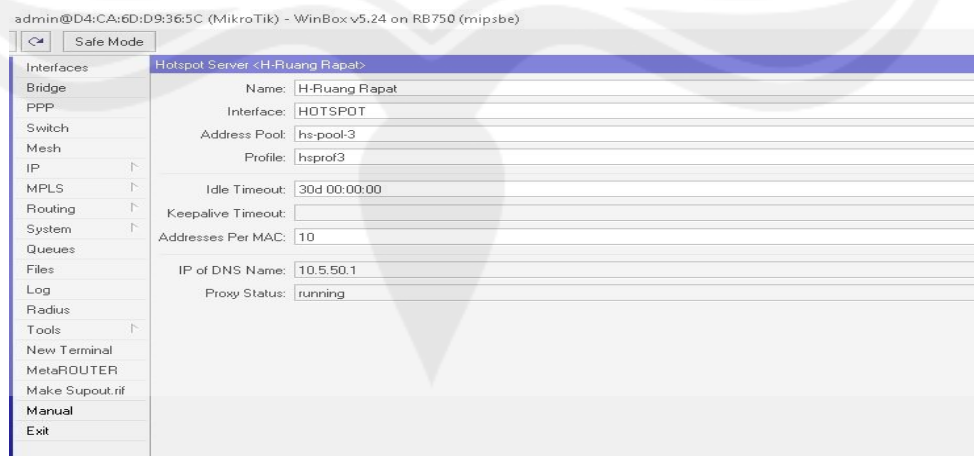 admin@D4:CA:6D:D9:36:5C (MikroTik) - WinBox v5.24 on RB750 (mipsbe)
Safe Mode
Interfaces
Bridge
PPP
Switch
Mesh
IP
MPLS
Routing
System
Queues
Files
Log
Radius
Tools
New Terminal
MetaROUTER
Make Supout.rif
Manual
Exit
Hotspot Server <H-Ruang Rapat>
Name: H-Ruang Rapat
Interface: HOTSPOT
Address Pool: hs-pool-3
Profile: hsprof3
Idle Timeout: 30d 00:00:00
Keepalive Timeout:
Addresses Per MAC: 10
IP of DNS Name: 10.5.50.1
Proxy Status: running